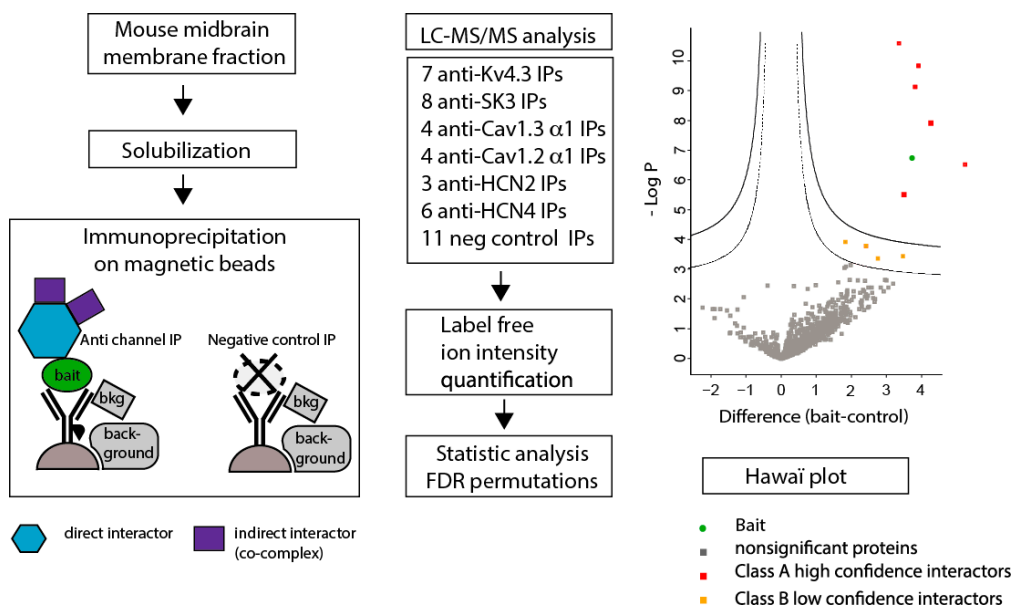 Mouse midbrain
membrane fraction
Solubilization
Immunoprecipitation
on magnetic beads
Anti channel IP
Negative control IP
bait
bkg
back-
ground
bkg
back-
ground
direct interactor
indirect interactor
(co-complex)
LC-MS/MS analysis
7 anti-Kv4.3 IPs
8 anti-SK3 IPs
4 anti-Cav1.3 α1 IPs
4 anti-Cav1.2 α1 IPs
3 anti-HCN2 IPs
6 anti-HCN4 IPs
11 neg control IPs
Label free
ion intensity
quantification
Statistic analysis
FDR permutations
- Log P
10
9
8
7
6
5
4
3
2
1
0
−2 −1 0 1 2 3 4
Difference (bait-control)
Hawaï plot
Bait
nonsignificant proteins
Class A high confidence interactors
Class B low confidence interactors